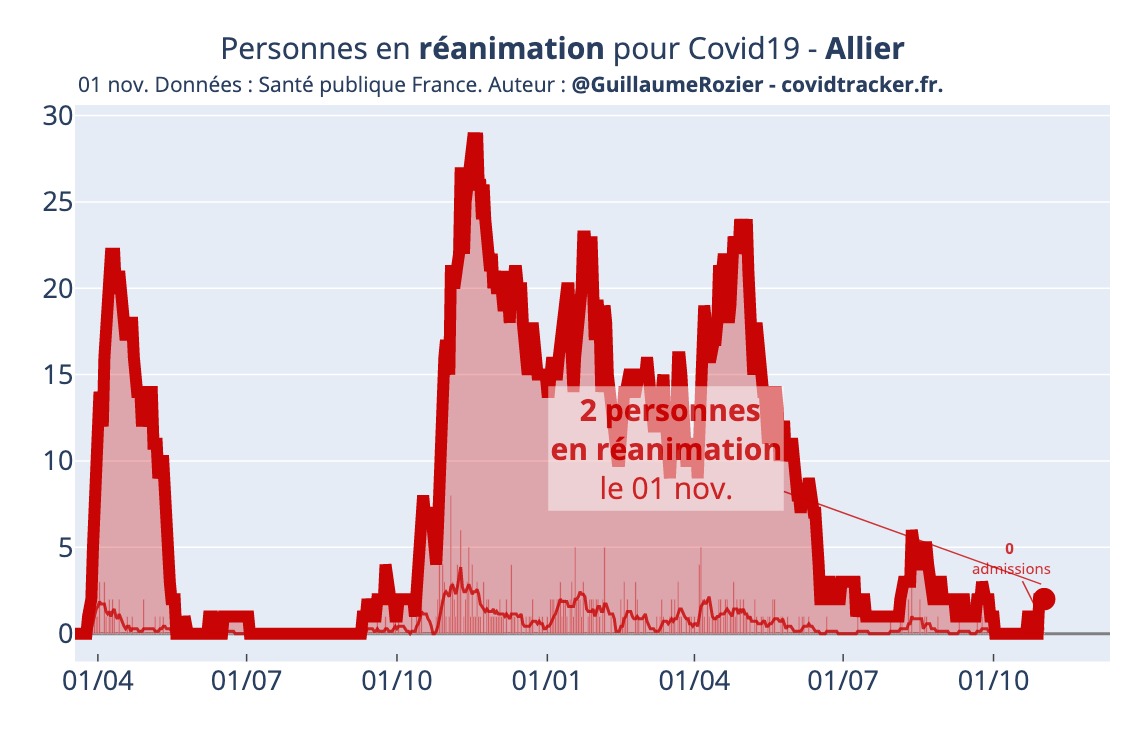 Personnes en réanimation pour Covid19 - Allier
01 nov. Données : Santé publique France. Auteur : @GuillaumeRozier - covidtracker.fr.
30
25
20
15
10
5
0
2 personnes
en réanimation
le 01 nov.
0
admissions
01/04
01/07
01/10
01/01
01/04
01/07
01/10